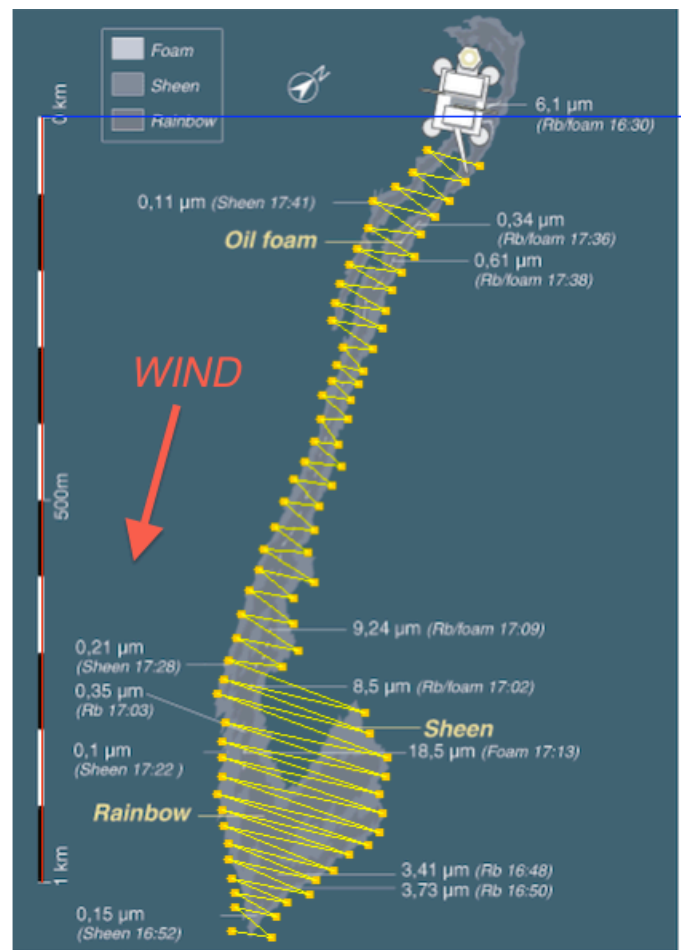 Foam
Sheen
Rainbow
N
0 km
6,1 µm
(Rb/foam 16:30)
0,11 µm (Sheen 17:41)
0,34 µm
(Rb/foam 17:36)
Oil foam
0,61 µm
(Rb/foam 17:38)
WIND
500m
9,24 µm (Rb/foam 17:09)
0,21 µm
(Sheen 17:28)
8,5 µm (Rb/foam 17:02)
0,35 µm
(Rb 17:03)
Sheen
0,1 µm
(Sheen 17:22 )
18,5 µm (Foam 17:13)
Rainbow
1 km
3,41 µm (Rb 16:48)
3,73 µm (Rb 16:50)
0,15 µm
(Sheen 16:52)